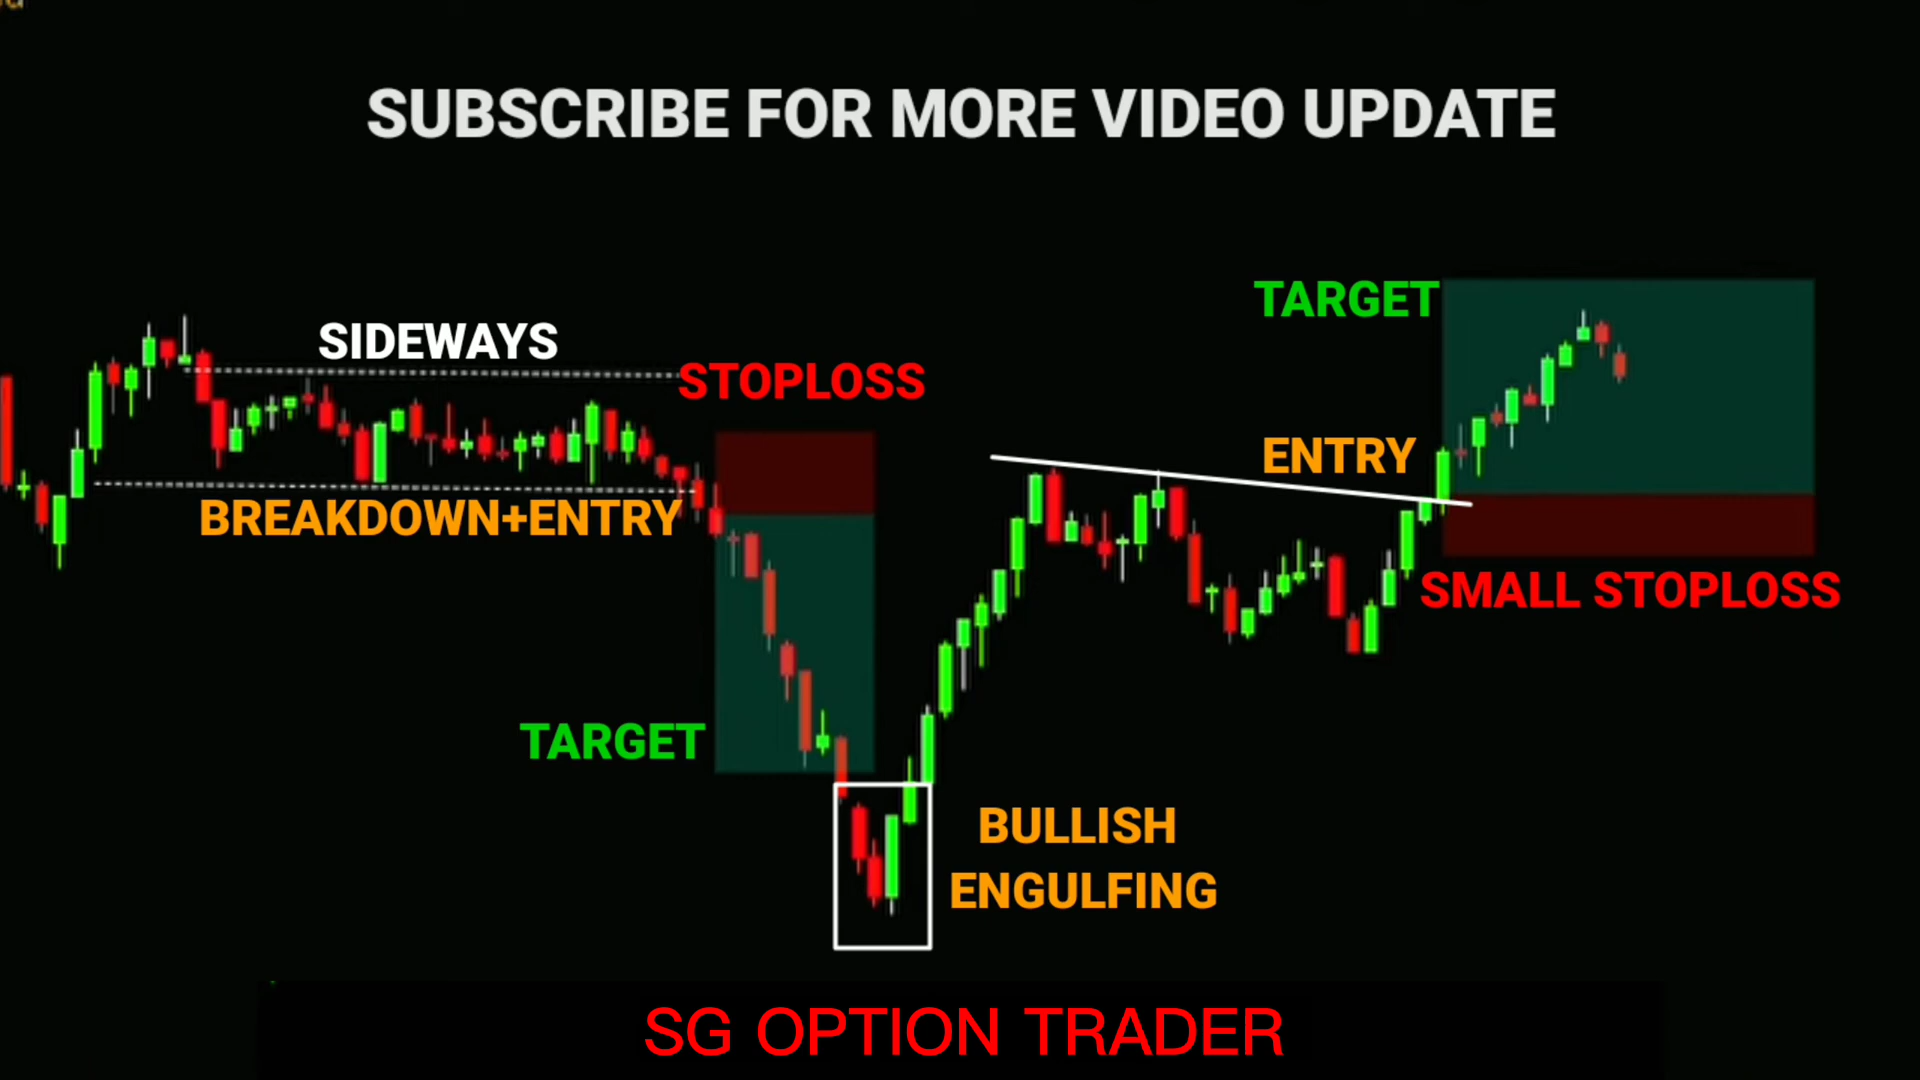 SUBSCRIBE FOR MORE VIDEO UPDATE
SIDEWAYS
STOPLOSS
BREAKDOWN+ENTRY
TARGET
BULLISH
ENGULFING
TARGET
ENTRY
SMALL STOPLOSS
SG OPTION TRADER